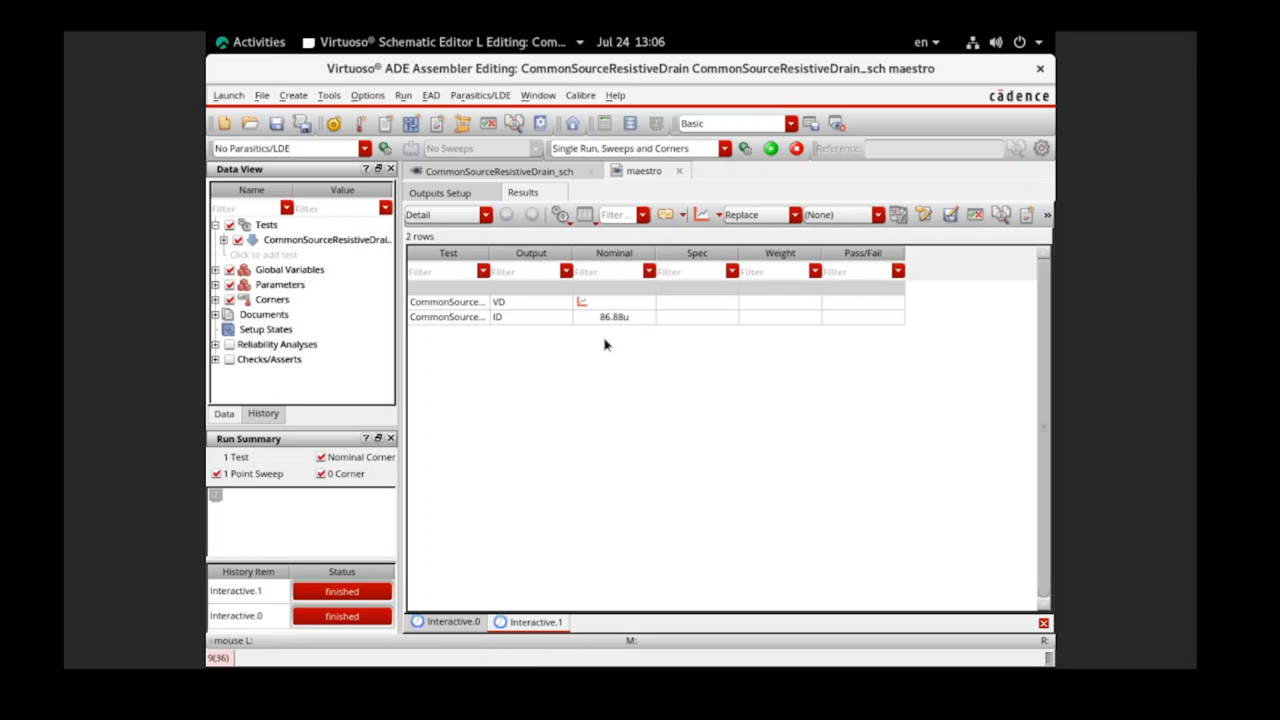 Activities Virtuoso® Schematic Editor L Editing: Com... Jul 24 13:06 en
Virtuoso® ADE Assembler Editing: CommonSourceResistiveDrain CommonSourceResistiveDrain_sch maestro
Launch File Create Tools Options Run EAD Parasitics/LDE Window Calibre Help cādence
Basic
No Parasitics/LDE No Sweeps Single Run, Sweeps and Corners Reference:
Data View ? CommonSourceResistiveDrain_sch maestro
Name Value Outputs Setup Results
Filter Filter Detail Filter ... Replace (None) »
Tests 2 rows
CommonSourceResistiveDrai.. Test Output Nominal Spec Weight Pass/Fail
Click to add test Filter Filter Filter Filter Filter Filter
Global Variables
Parameters
Corners CommonSource... VD
Documents CommonSource... ID 86.88u
Setup States
Reliability Analyses
Checks/Asserts
Data History
Run Summary ?
1 Test Nominal Corner
1 Point Sweep 0 Corner
History Item Status
Interactive.1 finished
Interactive.0 finished Interactive.0 Interactive.1
mouse L: M: R:
9(36)